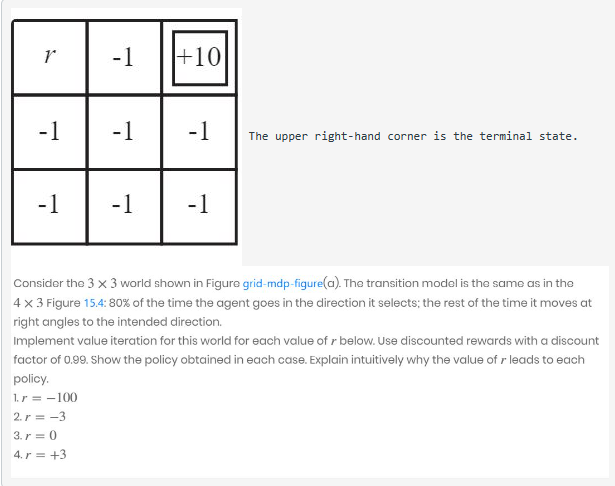 r -1 +10
-1 -1 -1
The upper right-hand corner is the terminal state.
-1 -1 -1
Consider the 3 × 3 world shown in Figure grid-mdp-figure(a). The transition model is the same as in the
4 × 3 Figure 15.4: 80% of the time the agent goes in the direction it selects; the rest of the time it moves at
right angles to the intended direction.
Implement value iteration for this world for each value of r below. Use discounted rewards with a discount
factor of 0.99. Show the policy obtained in each case. Explain intuitively why the value of r leads to each
policy.
1. r = −100
2. r = −3
3. r = 0
4. r = +3